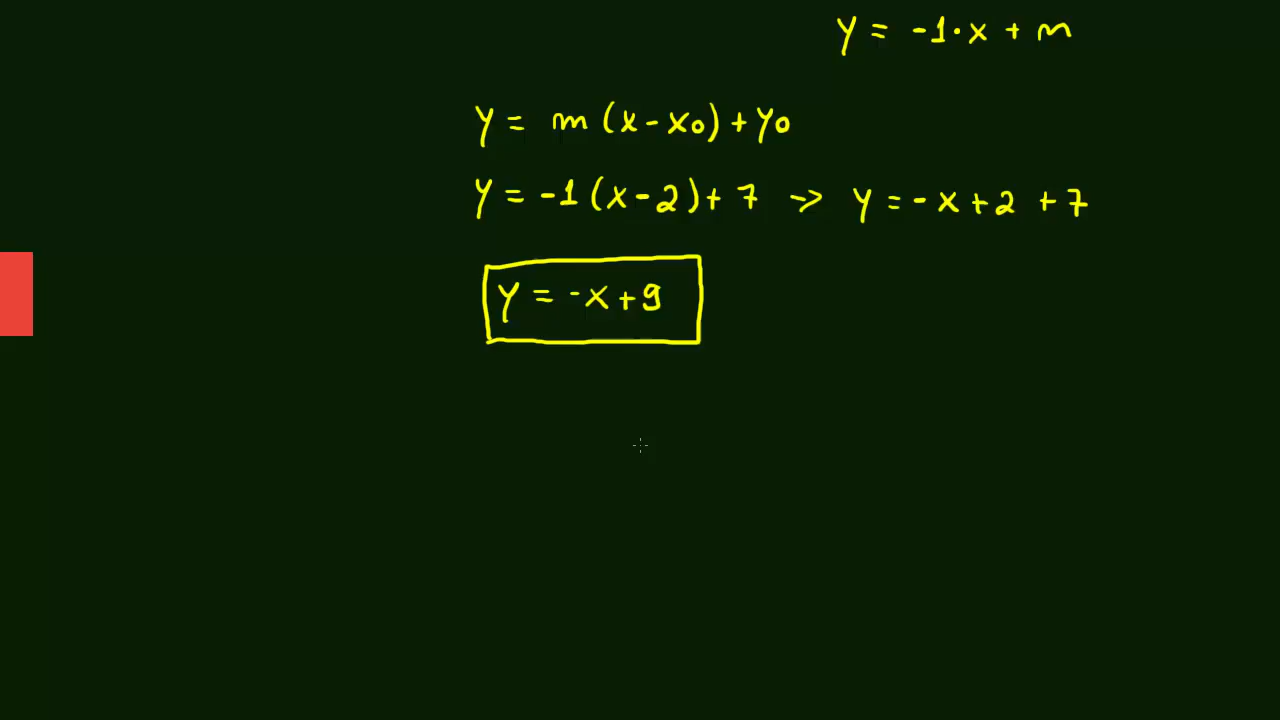 y = -1·x + m
y = m (x - x0) + y0
y = -1 (x - 2) + 7 -> y = - x + 2 + 7
y = -x + 9